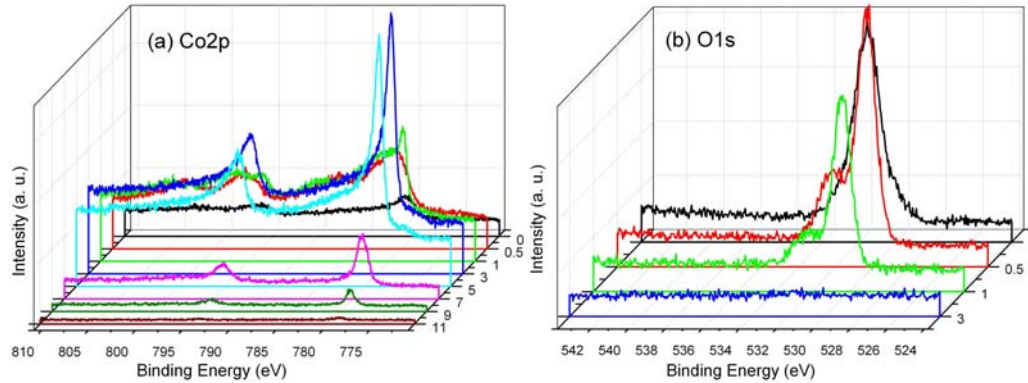 (a) Co2p
Intensity (a. u.)
0
0.5
1
3
5
7
9
11
810 805 800 790 785 780 775
Binding Energy (eV)
(b) O1s
Intensity (a. u.)
0.5
1
3
542 540 538 536 534 532 530 528 526 524
Binding Energy (eV)